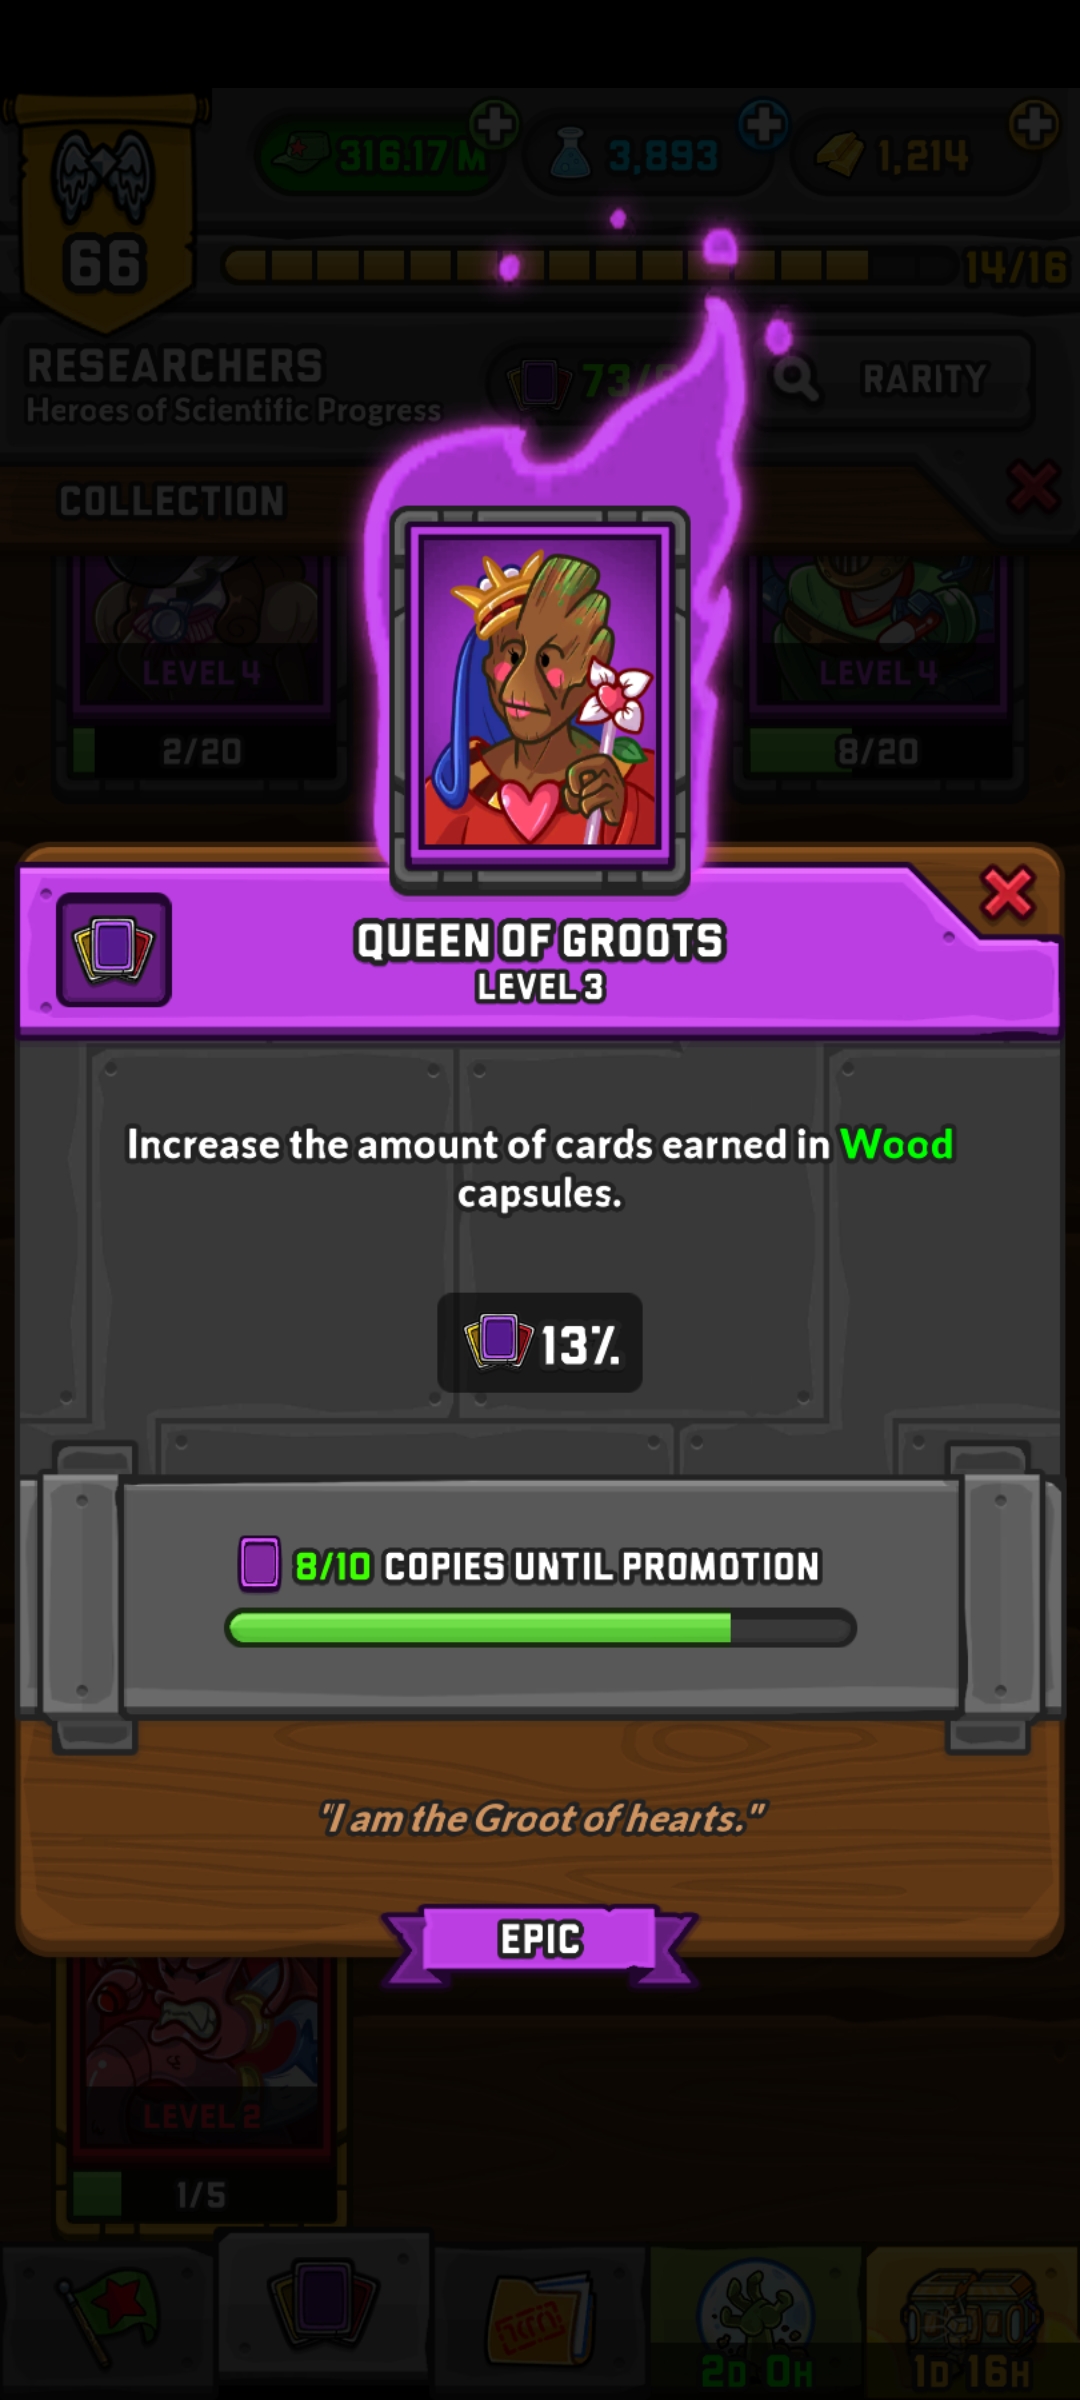 316.17 M
3,893
1,214
66
14/16
RESEARCHERS
Heroes of Scientific Progress
RARITY
COLLECTION
LEVEL 4
LEVEL 4
2/20
8/20
QUEEN OF GROOTS
LEVEL 3
Increase the amount of cards earned in Wood
capsules.
13%
8/10 COPIES UNTIL PROMOTION
"I am the Groot of hearts."
EPIC
LEVEL 2
1/5
2D 0H
1D 16H